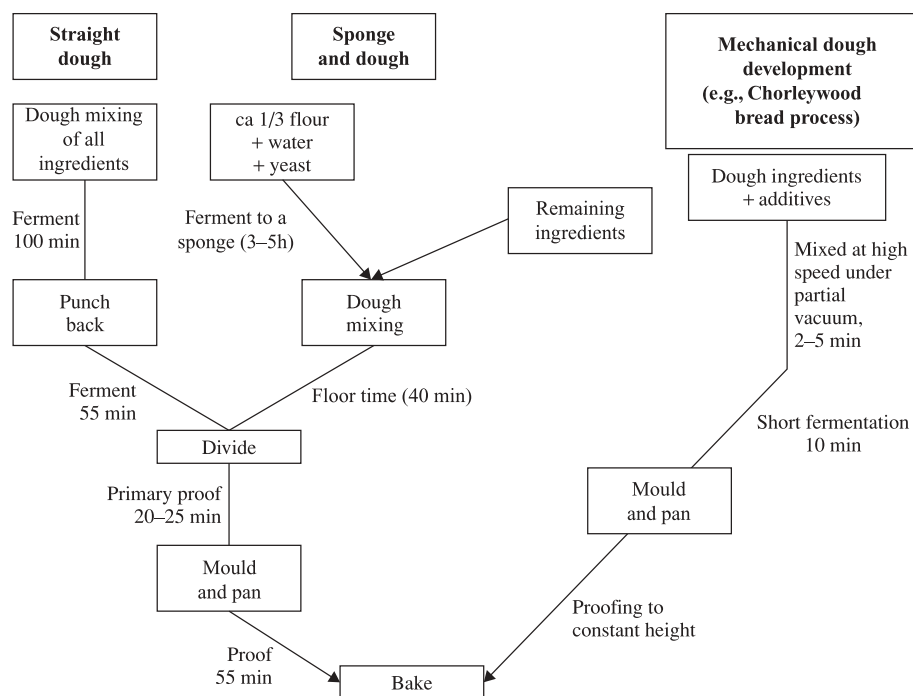 Straight
dough
Sponge
and dough
Mechanical dough
development
(e.g., Chorleywood
bread process)
Dough mixing
of all
ingredients
ca 1/3 flour
+ water
+ yeast
Dough ingredients
+ additives
Ferment
100 min
Ferment to a
sponge (3–5h)
Remaining
ingredients
Mixed at high
speed under
partial
vacuum,
2–5 min
Punch
back
Dough
mixing
Ferment
55 min
Floor time (40 min)
Short fermentation
10 min
Divide
Primary proof
20–25 min
Mould
and pan
Mould
and pan
Proofing to
constant height
Proof
55 min
Bake